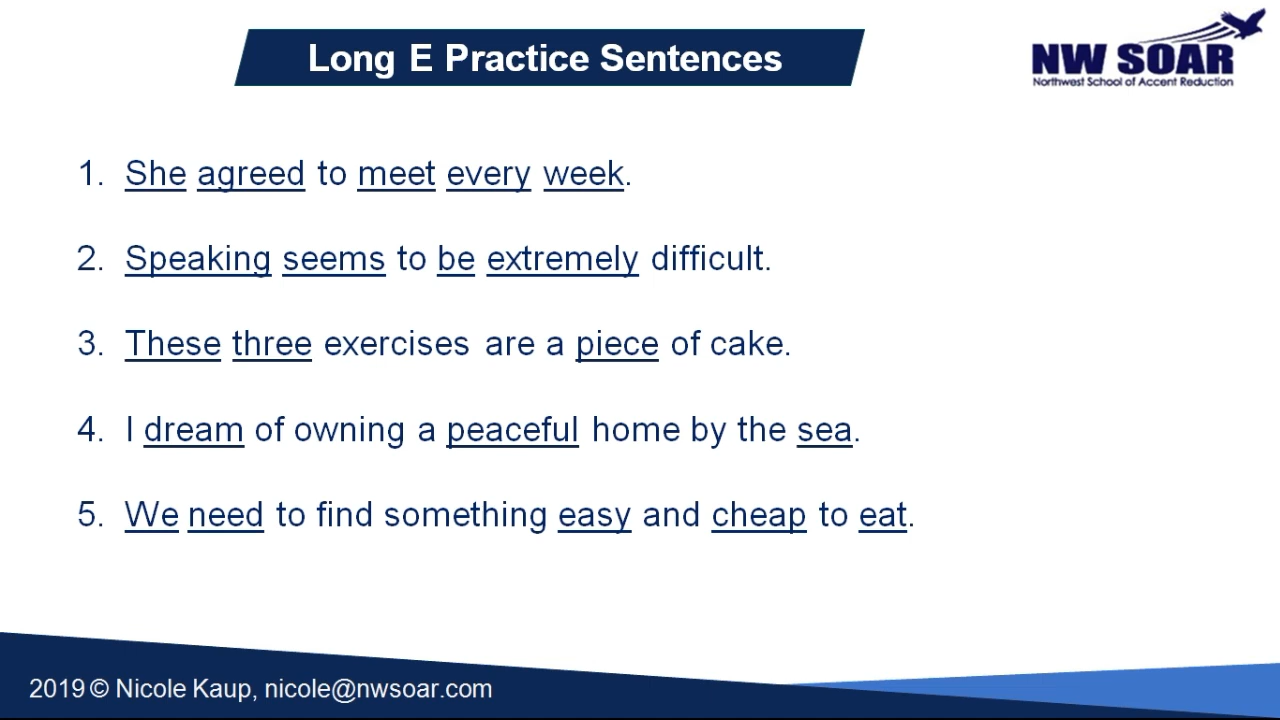 Long E Practice Sentences
NW SOAR
Northwest School of Accent Reduction
1. She agreed to meet every week.
2. Speaking seems to be extremely difficult.
3. These three exercises are a piece of cake.
4. I dream of owning a peaceful home by the sea.
5. We need to find something easy and cheap to eat.
2019 © Nicole Kaup, nicole@nwsoar.com